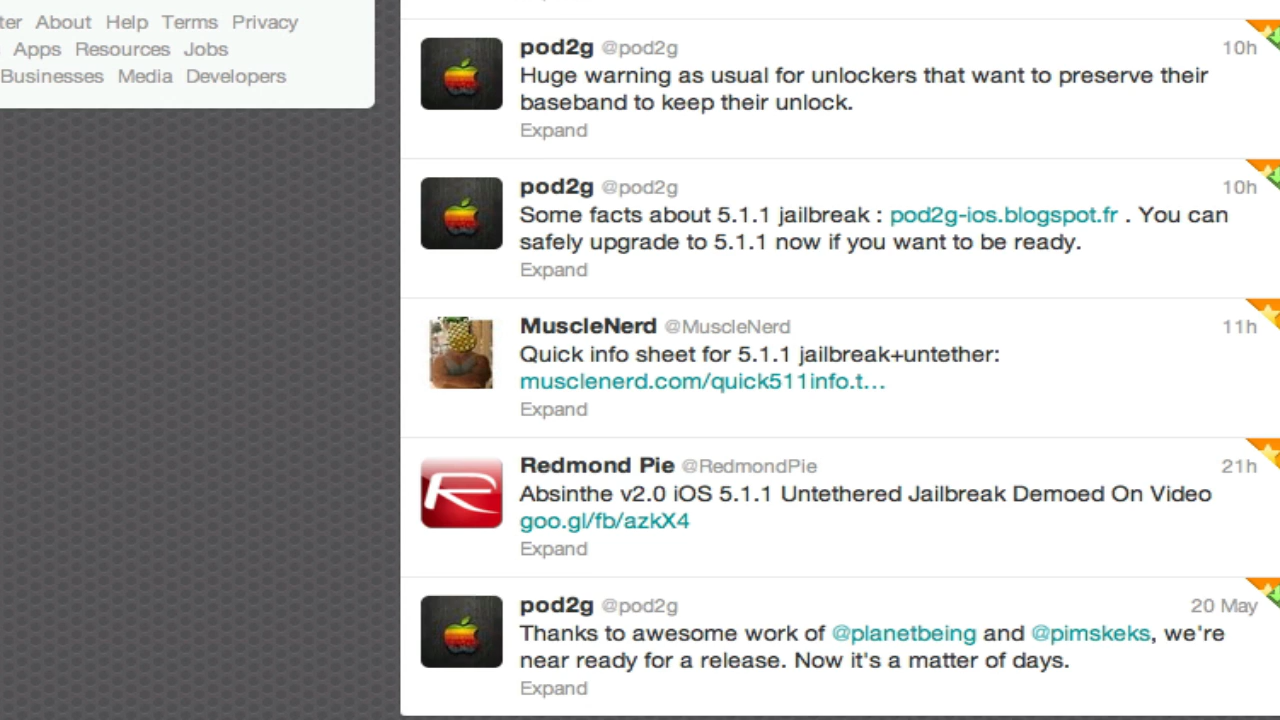 ter About Help Terms Privacy
Apps Resources Jobs
Businesses Media Developers
pod2g @pod2g 10h
Huge warning as usual for unlockers that want to preserve their
baseband to keep their unlock.
Expand
pod2g @pod2g 10h
Some facts about 5.1.1 jailbreak : pod2g-ios.blogspot.fr . You can
safely upgrade to 5.1.1 now if you want to be ready.
Expand
MuscleNerd @MuscleNerd 11h
Quick info sheet for 5.1.1 jailbreak+untether:
musclenerd.com/quick511info.t...
Expand
Redmond Pie @RedmondPie 21h
Absinthe v2.0 iOS 5.1.1 Untethered Jailbreak Demoed On Video
goo.gl/fb/azkX4
Expand
pod2g @pod2g 20 May
Thanks to awesome work of @planetbeing and @pimskeks, we're
near ready for a release. Now it's a matter of days.
Expand